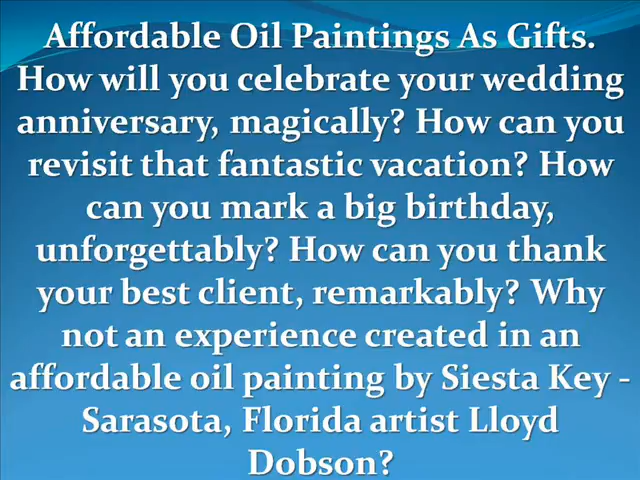 Affordable Oil Paintings As Gifts.
How will you celebrate your wedding
anniversary, magically? How can you
revisit that fantastic vacation? How
can you mark a big birthday,
unforgettably? How can you thank
your best client, remarkably? Why
not an experience created in an
affordable oil painting by Siesta Key -
Sarasota, Florida artist Lloyd
Dobson?